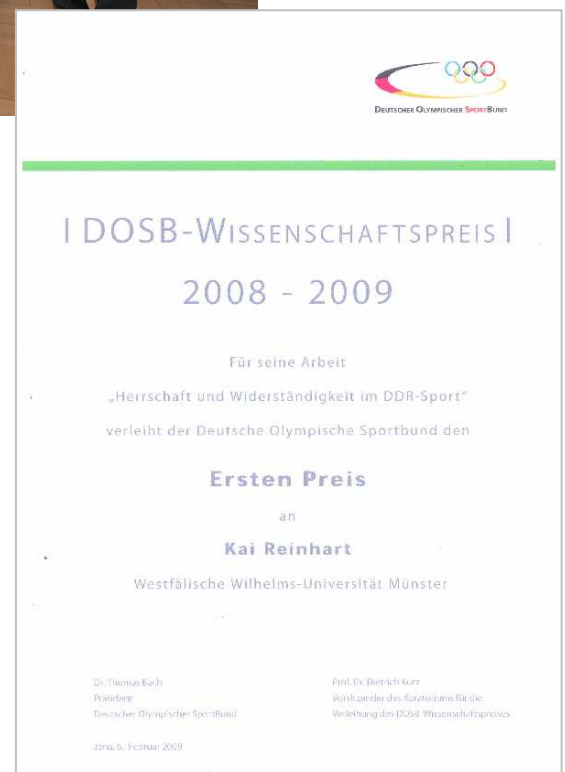 DEUTSCHER OLYMPISCHER SPORTBUND
| DOSB-WISSENSCHAFTSPREIS |
2008 - 2009
Für seine Arbeit
„Herrschaft und Widerständigkeit im DDR-Sport“
verleiht der Deutsche Olympische Sportbund den
Ersten Preis
an
Kai Reinhart
Westfälische Wilhelms-Universität Münster
Dr. Thomas Bach
Präsident
Deutscher Olympischer SportBund
Prof. Dr. Dietrich Kurz
Vorsitzender des Kuratoriums für die
Verleihung des DOSB-Wissenschaftspreises
Jena, 6. Februar 2009